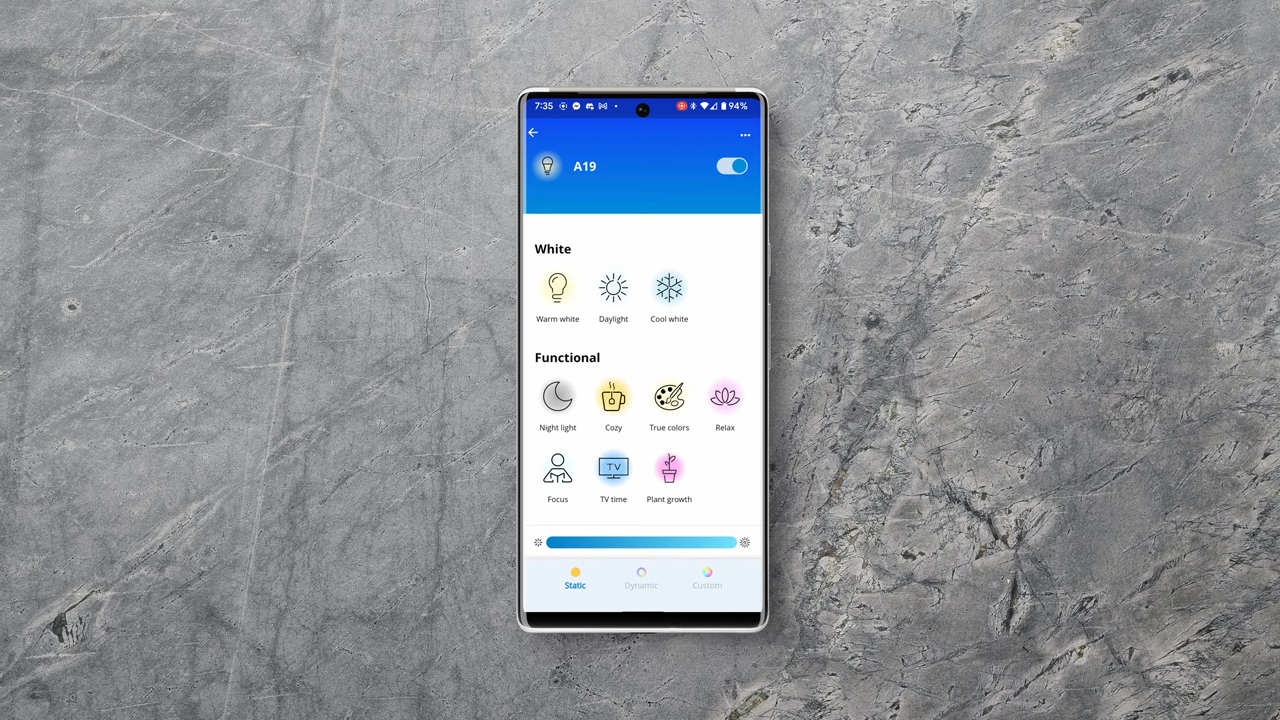 7:35 94%
A19
White
Warm white Daylight Cool white
Functional
Night light Cozy True colors Relax
TV
Focus TV time Plant growth
Static Dynamic Custom